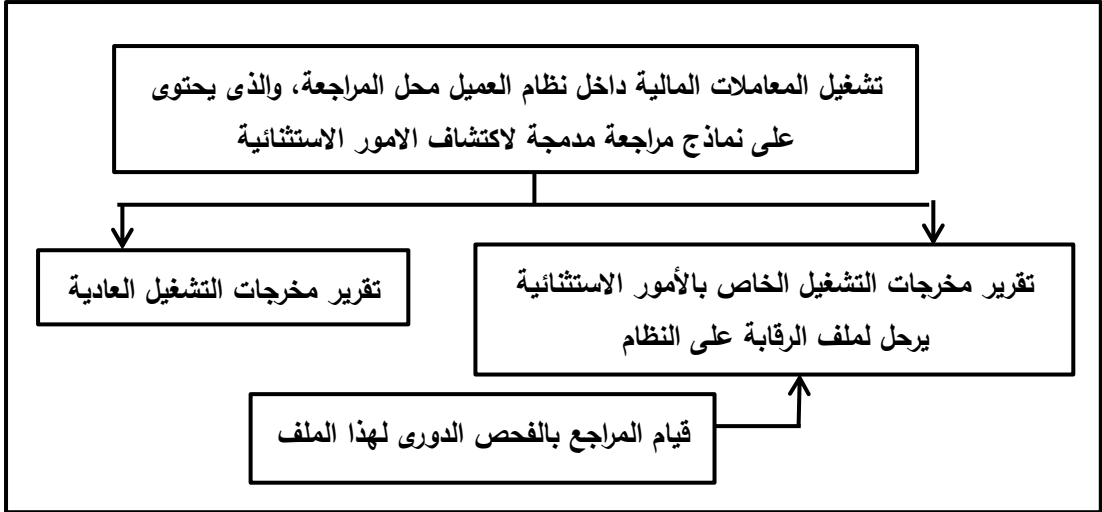 تشغيل المعاملات المالية داخل نظام العميل محل المراجعة، والذى يحتوى
على نماذج مراجعة مدمجة لاكتشاف الامور الاستثنائية
تقرير مخرجات التشغيل الخاص بالأمور الاستثنائية
يرحل لملف الرقابة على النظام
تقرير مخرجات التشغيل العادية
قيام المراجع بالفحص الدورى لهذا الملف